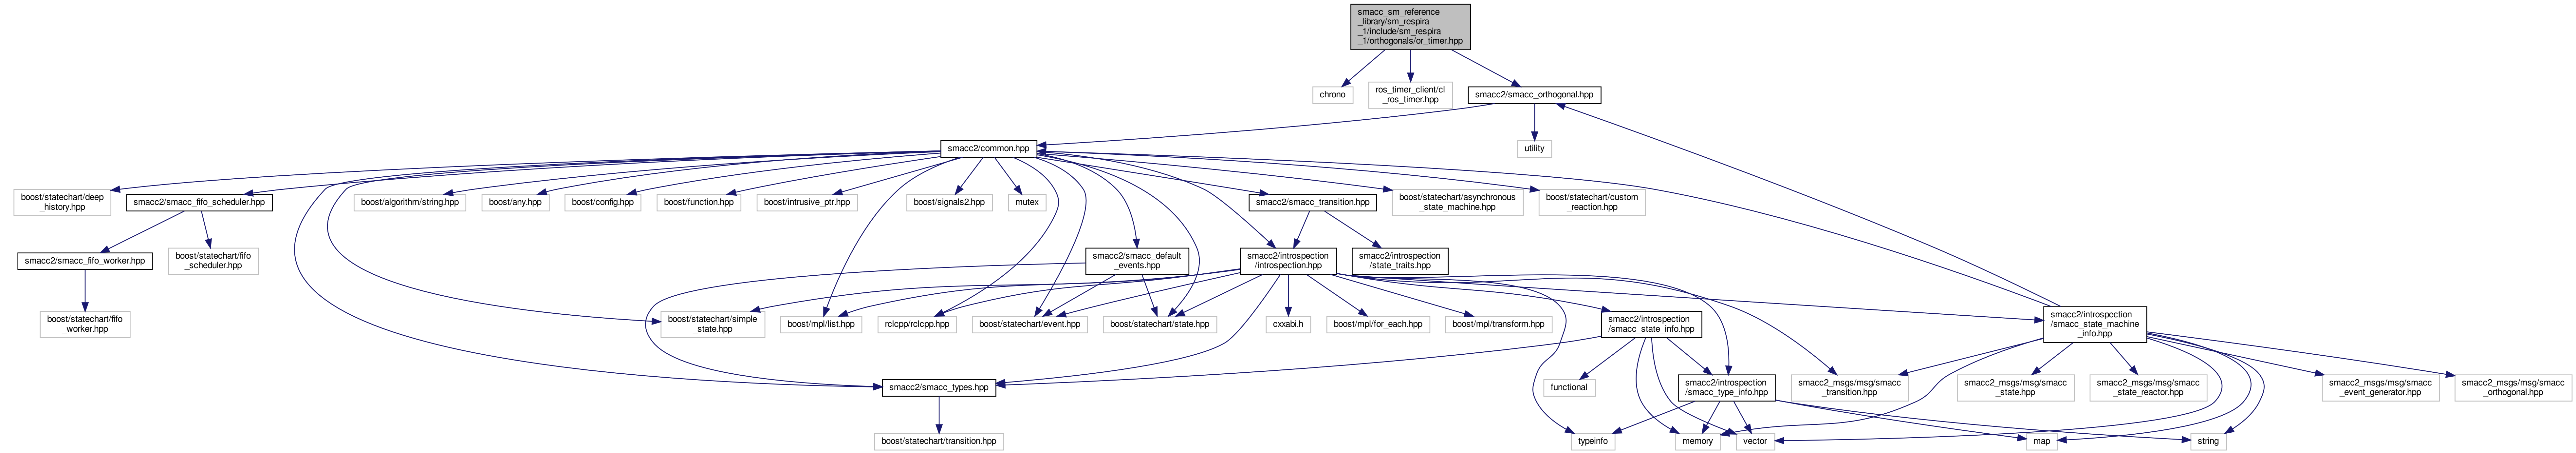 smacc_sm_reference
_library/sm_respira
_1/include/sm_respira
_1/orthogonals/or_timer.hpp
chrono
ros_timer_client/cl
_ros_timer.hpp
smacc2/smacc_orthogonal.hpp
smacc2/common.hpp
utility
boost/statechart/deep
_history.hpp
smacc2/smacc_fifo_scheduler.hpp
boost/algorithm/string.hpp
boost/any.hpp
boost/config.hpp
boost/function.hpp
boost/intrusive_ptr.hpp
boost/signals2.hpp
mutex
smacc2/smacc_transition.hpp
boost/statechart/asynchronous
_state_machine.hpp
boost/statechart/custom
_reaction.hpp
smacc2/smacc_fifo_worker.hpp
boost/statechart/fifo
_scheduler.hpp
smacc2/smacc_default
_events.hpp
smacc2/introspection
/introspection.hpp
smacc2/introspection
/state_traits.hpp
boost/statechart/fifo
_worker.hpp
boost/statechart/simple
_state.hpp
boost/mpl/list.hpp
rclcpp/rclcpp.hpp
boost/statechart/event.hpp
boost/statechart/state.hpp
cxxabi.h
boost/mpl/for_each.hpp
boost/mpl/transform.hpp
smacc2/introspection
/smacc_state_info.hpp
smacc2/introspection
/smacc_state_machine
_info.hpp
smacc2/smacc_types.hpp
functional
smacc2/introspection
/smacc_type_info.hpp
smacc2_msgs/msg/smacc
_transition.hpp
smacc2_msgs/msg/smacc
_state.hpp
smacc2_msgs/msg/smacc
_state_reactor.hpp
smacc2_msgs/msg/smacc
_event_generator.hpp
smacc2_msgs/msg/smacc
_orthogonal.hpp
boost/statechart/transition.hpp
typeinfo
memory
vector
map
string